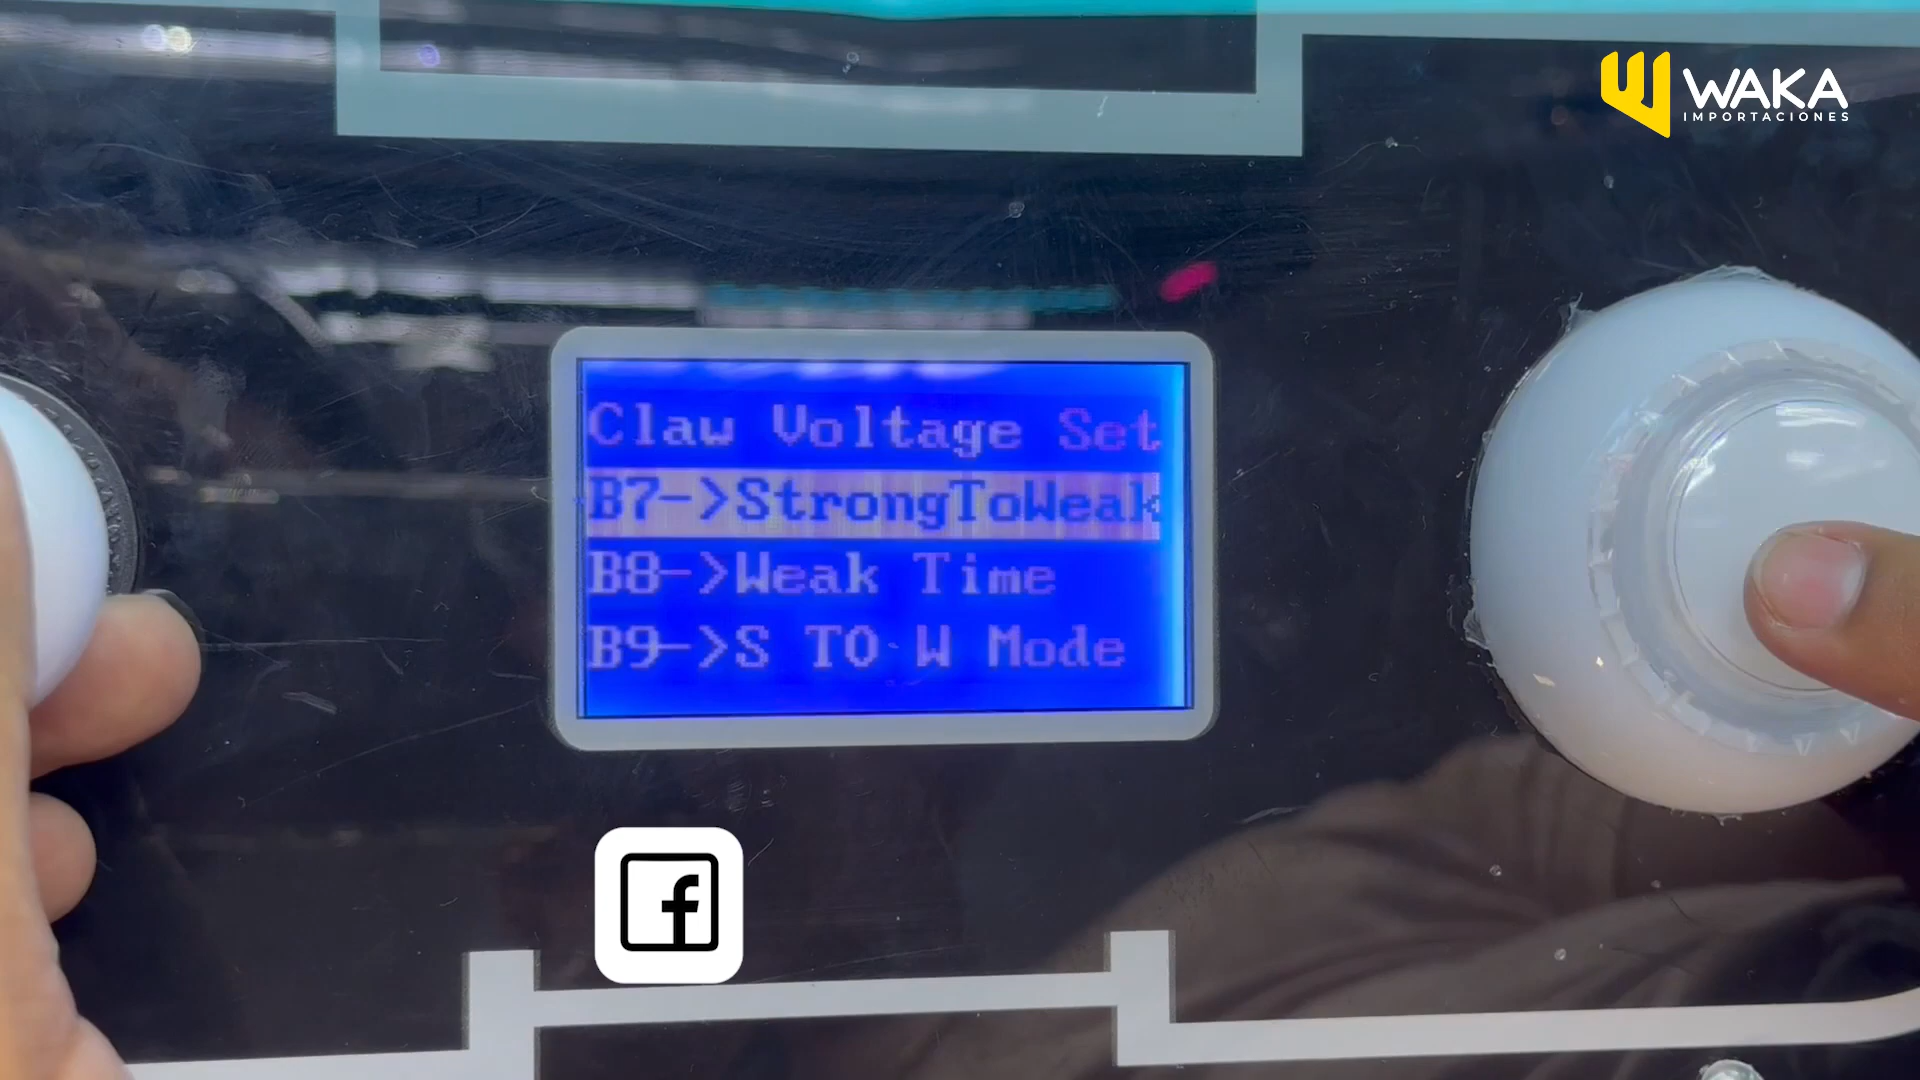 WAKA
IMPORTACIONES
Claw Voltage Set
B7->StrongToWeak
B8->Weak Time
B9->S TO W Mode